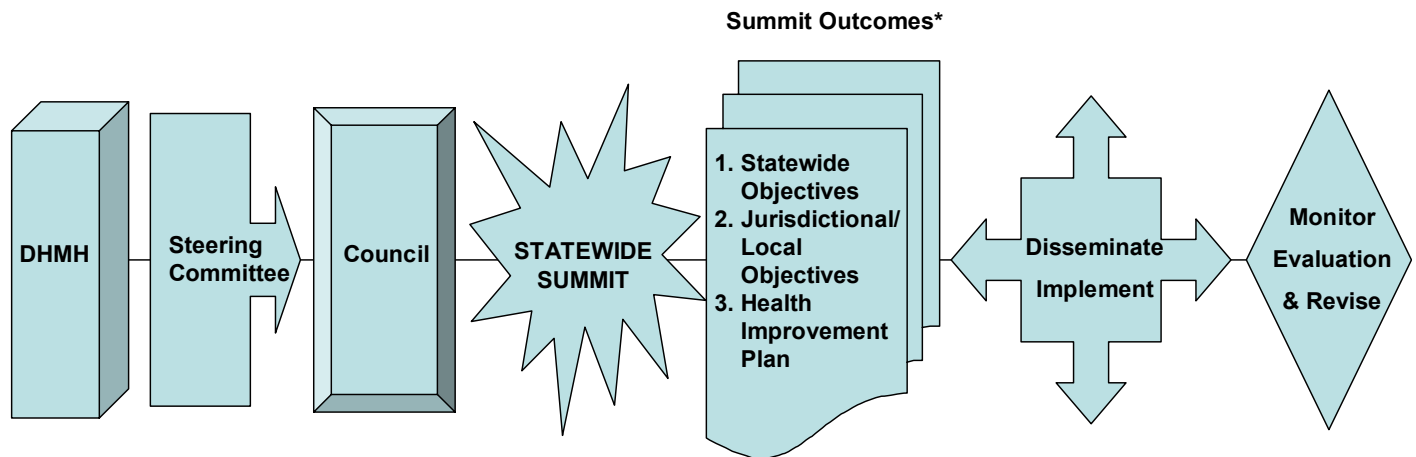 Summit Outcomes*
DHMH
Steering
Committee
Council
STATEWIDE
SUMMIT
1. Statewide
Objectives
2. Jurisdictional/
Local
Objectives
3. Health
Improvement
Plan
Disseminate
Implement
Monitor
Evaluation
& Revise